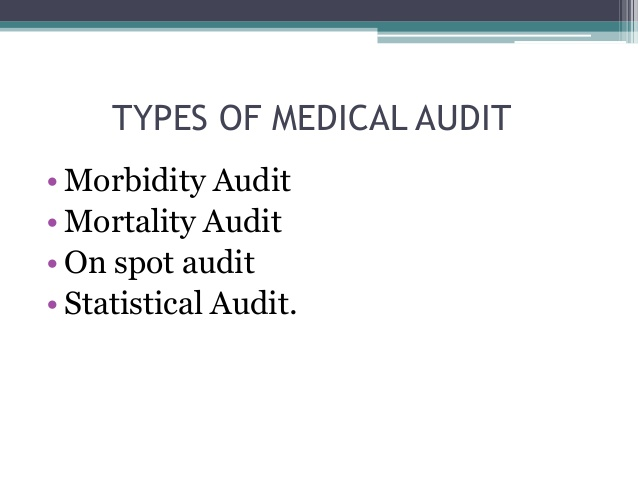 TYPES OF MEDICAL AUDIT
• Morbidity Audit
• Mortality Audit
• On spot audit
• Statistical Audit.